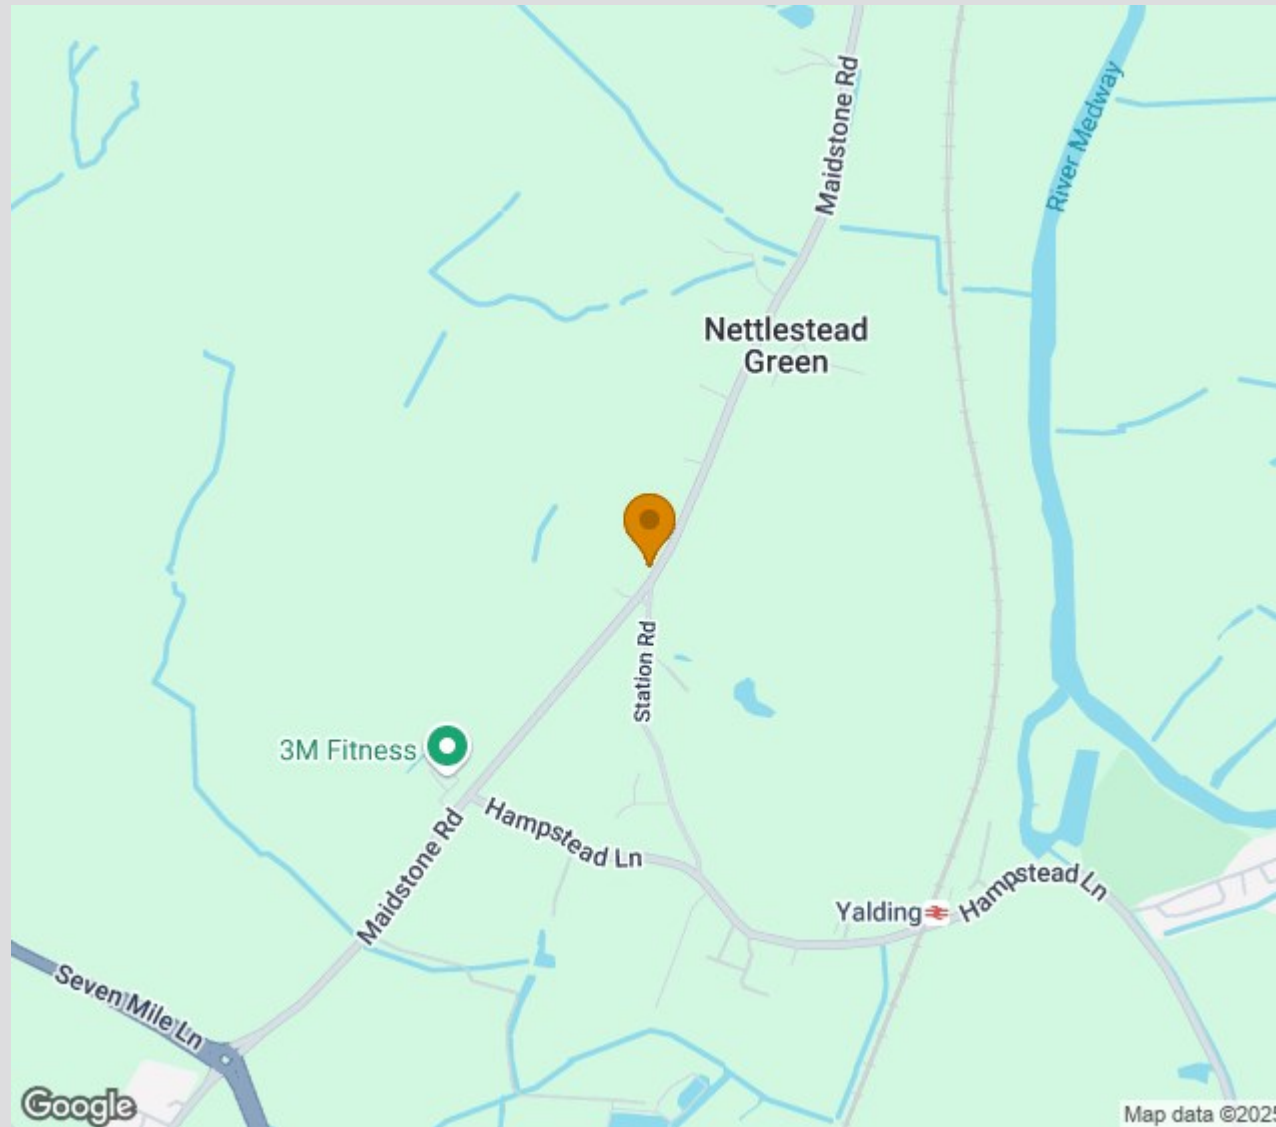 Maidstone Rd
River Medway
Nettlestead
Green
Station Rd
3M Fitness
Hampstead Ln
Maidstone Rd
Hampstead Ln
Yalding
Seven Mile Ln
Google
Map data ©2025